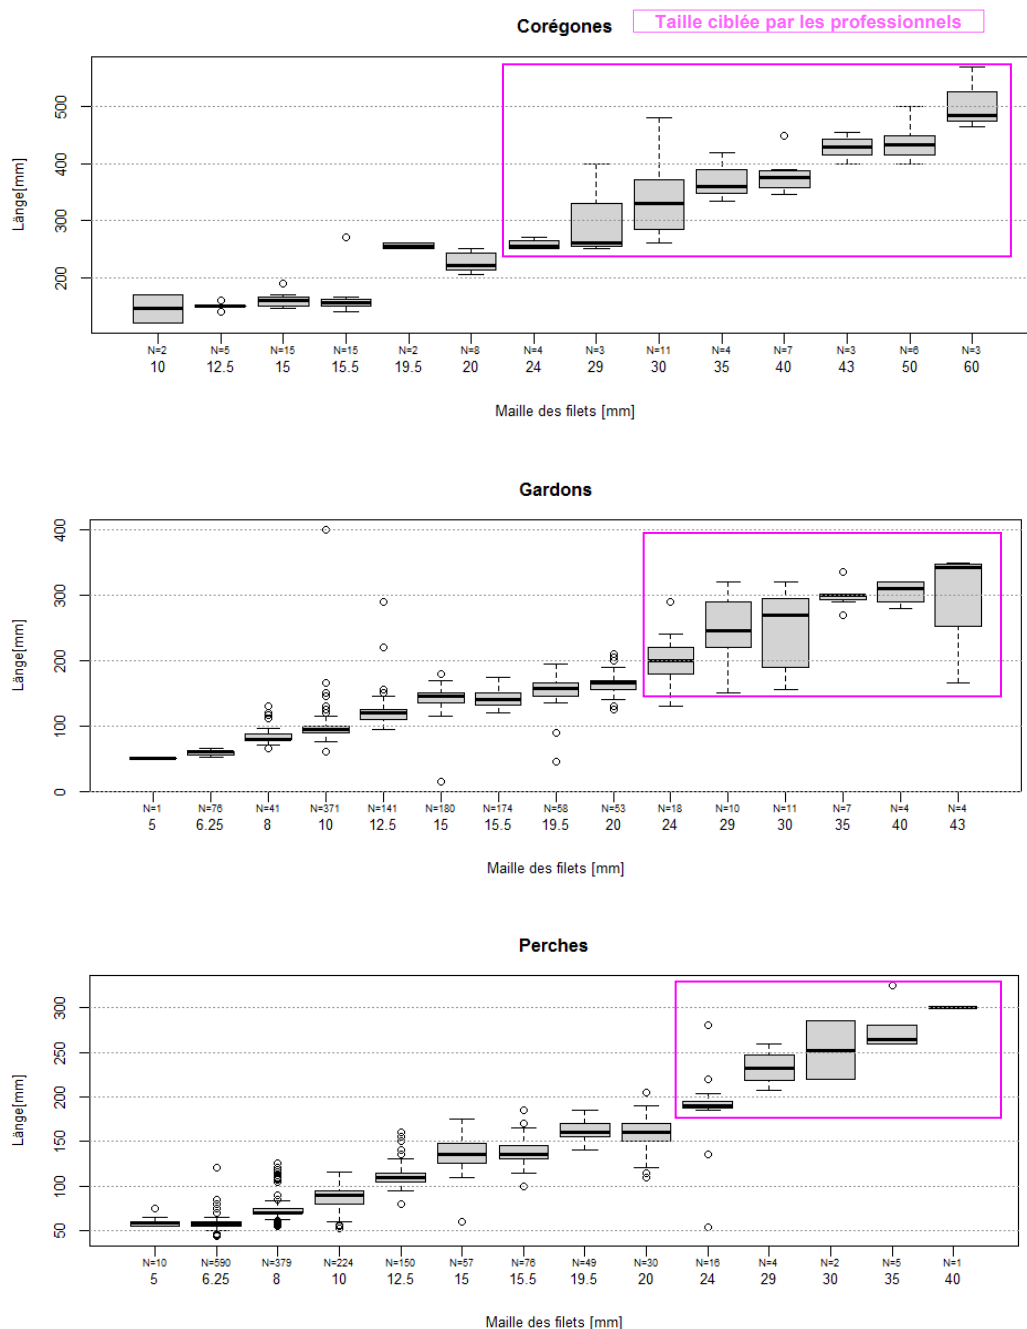 Corégones
Taille ciblée par les professionnels
Länge[mm]
500
400
300
200
N=2 N=5 N=15 N=15 N=2 N=8 N=4 N=3 N=11 N=4 N=7 N=3 N=6 N=3
10 12.5 15 15.5 19.5 20 24 29 30 35 40 43 50 60
Maille des filets [mm]
Gardons
Länge[mm]
400
300
200
100
0
N=1 N=76 N=41 N=371 N=141 N=180 N=174 N=58 N=53 N=18 N=10 N=11 N=7 N=4 N=4
5 6.25 8 10 12.5 15 15.5 19.5 20 24 29 30 35 40 43
Maille des filets [mm]
Perches
Länge[mm]
300
250
200
150
100
50
N=10 N=590 N=379 N=224 N=150 N=57 N=76 N=49 N=30 N=16 N=4 N=2 N=5 N=1
5 6.25 8 10 12.5 15 15.5 19.5 20 24 29 30 35 40
Maille des filets [mm]